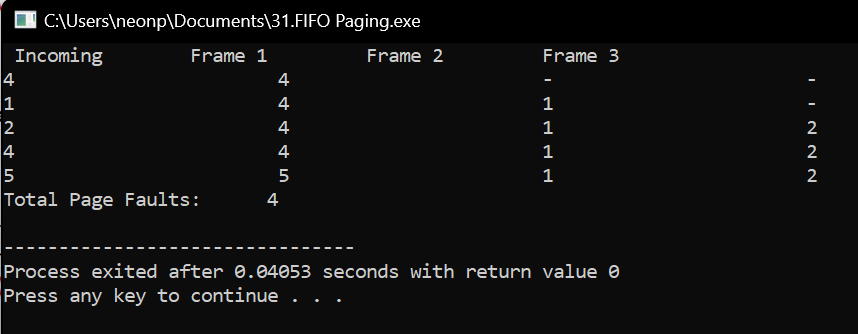 C:\Users\neonp\Documents\31.FIFO Paging.exe
Incoming Frame 1 Frame 2 Frame 3
4 4 - -
1 4 1 -
2 4 1 2
4 4 1 2
5 5 1 2
Total Page Faults: 4
--------------------------------
Process exited after 0.04053 seconds with return value 0
Press any key to continue . . .